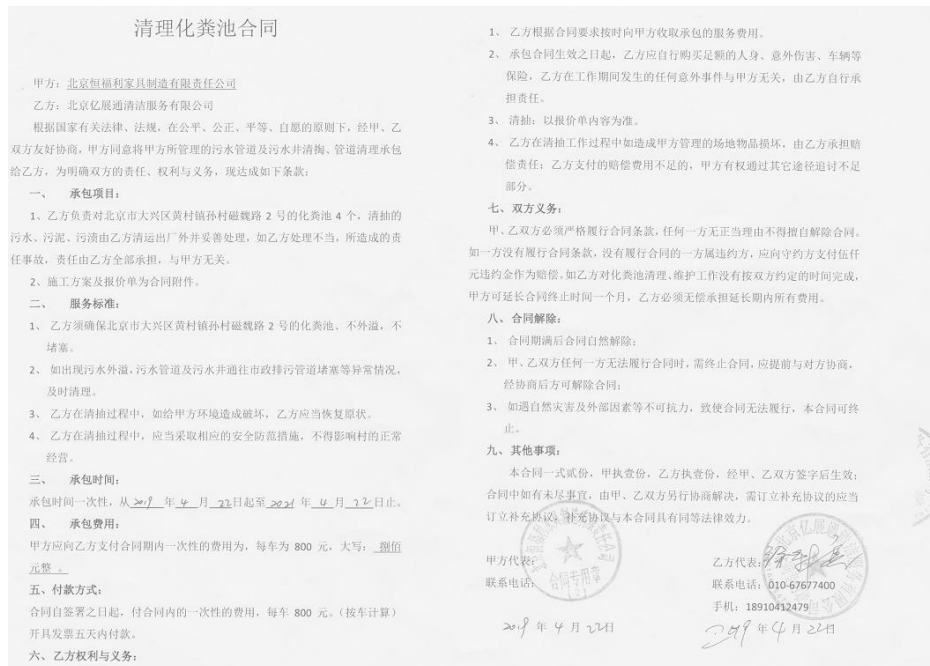 清理化粪池合同
甲方：北京恒福利家具制造有限责任公司
乙方：北京亿展通清洁服务有限公司
根据国家有关法律、法规，在公平、公正、平等、自愿的原则下，经甲、乙
双方友好协商，甲方同意将甲方所管理的污水管道及污水井清掏、管道清理承包
给乙方，为明确双方的责任、权利与义务，现达成如下条款：
一、 承包项目：
1、乙方负责对北京市大兴区黄村镇孙村磁魏路 2 号的化粪池 4 个，清抽的
污水、污泥、污渍由乙方清运出厂外并妥善处理，如乙方处理不当，所造成的责
任事故，责任由乙方全部承担，与甲方无关。
2、施工方案及报价单为合同附件。
二、 服务标准：
1、 乙方须确保北京市大兴区黄村镇孙村磁魏路 2 号的化粪池、不外溢，不
堵塞。
2、 如出现污水外溢，污水管道及污水井通往市政排污管道堵塞等异常情况，
及时清理。
3、 乙方在清抽过程中，如给甲方环境造成破坏，乙方应当恢复原状。
4、 乙方在清抽过程中，应当采取相应的安全防范措施，不得影响村的正常
经营。
三、 承包时间：
承包时间一次性，从 2019 年 4 月 22日起至 2021 年 4 月 22日止。
四、 承包费用：
甲方应向乙方支付合同期内一次性的费用为，每车为 800 元，大写： 捌佰
元整 。
五、付款方式：
合同自签署之日起，付合同内的一次性的费用，每车 800 元。（按车计算）
开具发票五天内付款。
六、乙方权利与义务：
1、 乙方根据合同要求按时向甲方收取承包的服务费用。
2、 承包合同生效之日起，乙方应自行购买足额的人身、意外伤害、车辆等
保险，乙方在工作期间发生的任何意外事件与甲方无关，由乙方自行承
担责任。
3、 清抽：以报价单内容为准。
4、 乙方在清抽工作过程中如造成甲方管理的场地物品损坏，由乙方承担赔
偿责任；乙方支付的赔偿费用不足的，甲方有权通过其它途径追讨不足
部分。
七、双方义务：
甲、乙双方必须严格履行合同条款，任何一方无正当理由不得擅自解除合同。
如一方没有履行合同条款，没有履行合同的一方属违约方，应向守约方支付伍仟
元违约金作为赔偿。如乙方对化粪池清理、维护工作没有按双方约定的时间完成，
甲方可延长合同终止时间一个月，乙方必须无偿承担延长期内所有费用。
八、合同解除：
1、 合同期满后合同自然解除；
2、 甲、乙双方任何一方无法履行合同时，需终止合同，应提前与对方协商，
经协商后方可解除合同；
3、 如遇自然灾害及外部因素等不可抗力，致使合同无法履行，本合同可终
止。
九、其他事项：
本合同一式贰份，甲执壹份，乙方执壹份，经甲、乙双方签字后生效；
合同中如有未尽事宜，由甲、乙双方另行协商解决，需订立补充协议的应当
订立补充协议，补充协议与本合同具有同等法律效力。
甲方代表：
合同专用章
联系电话：
2019 年 4 月 22日
乙方代表：
联系电话：010-67677400
手机：18910412479
2019 年 4 月 22日